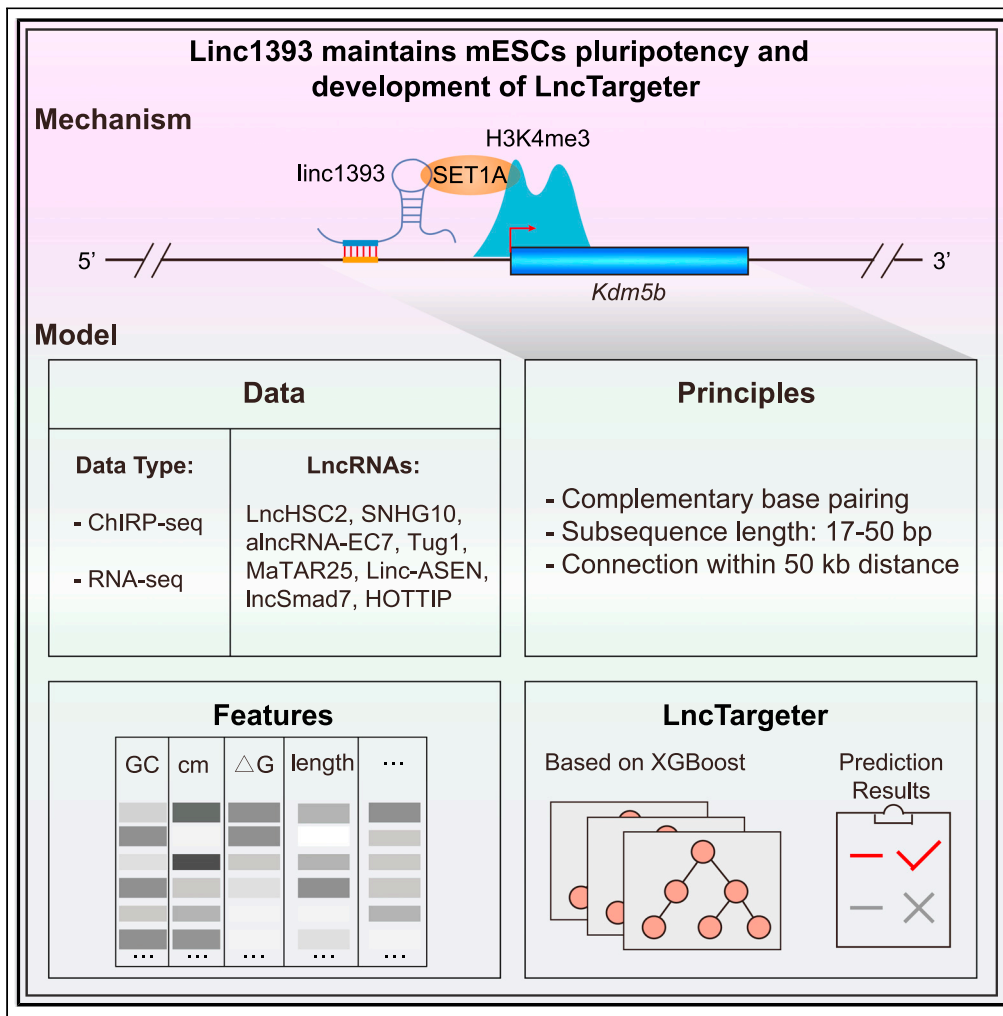 Linc1393 maintains mESCs pluripotency and
development of LncTargeter
Mechanism
H3K4me3
linc1393
SET1A
5’
3’
Kdm5b
Model
Data
Data Type:
- ChIRP-seq
- RNA-seq
LncRNAs:
LncHSC2, SNHG10,
alncRNA-EC7, Tug1,
MaTAR25, Linc-ASEN,
lncSmad7, HOTTIP
Principles
- Complementary base pairing
- Subsequence length: 17-50 bp
- Connection within 50 kb distance
Features
GC cm △G length ...
... ... ... ... ...
LncTargeter
Based on XGBoost
Prediction
Results